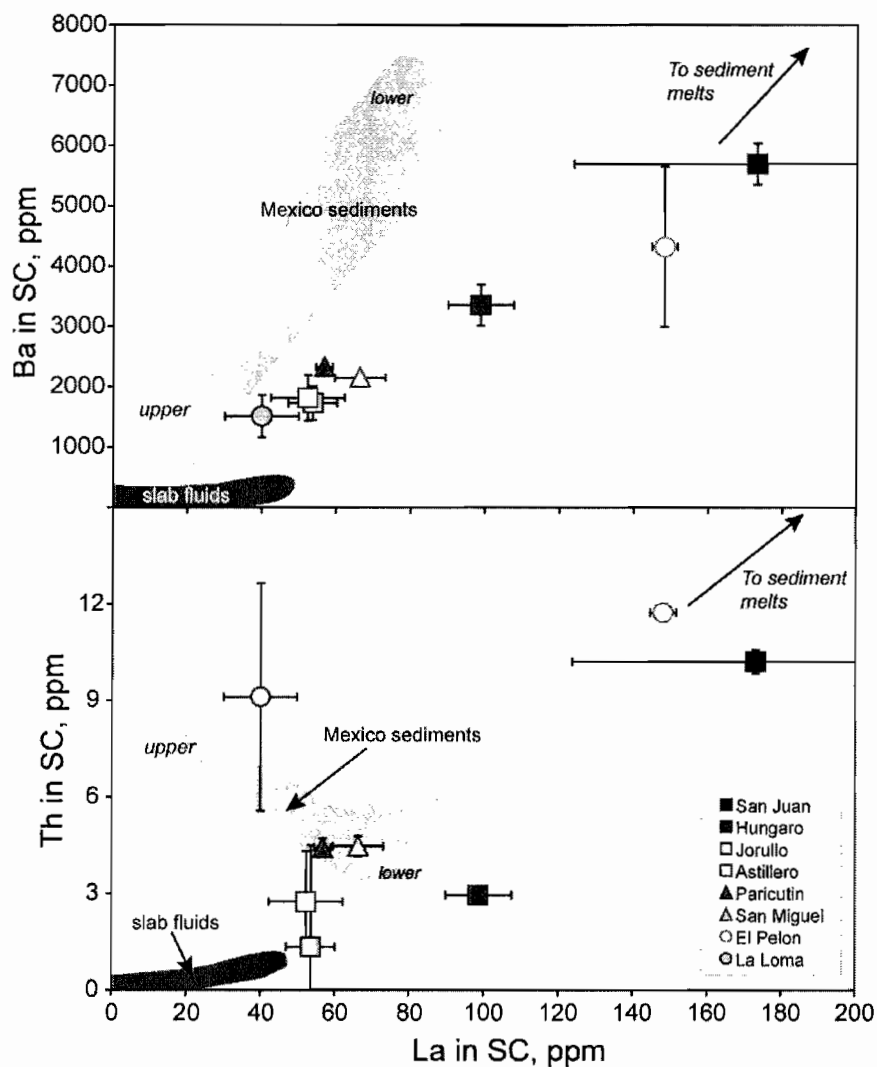 8000
7000
6000
5000
4000
3000
2000
1000
Ba in SC, ppm
lower
To sediment
melts
Mexico sediments
upper
slab fluids
12
9
6
3
0
Th in SC, ppm
To sediment
melts
upper
Mexico sediments
lower
slab fluids
San Juan
Hungaro
Jorullo
Astillero
Paricutin
San Miguel
El Pelon
La Loma
0 20 40 60 80 100 120 140 160 180 200
La in SC, ppm